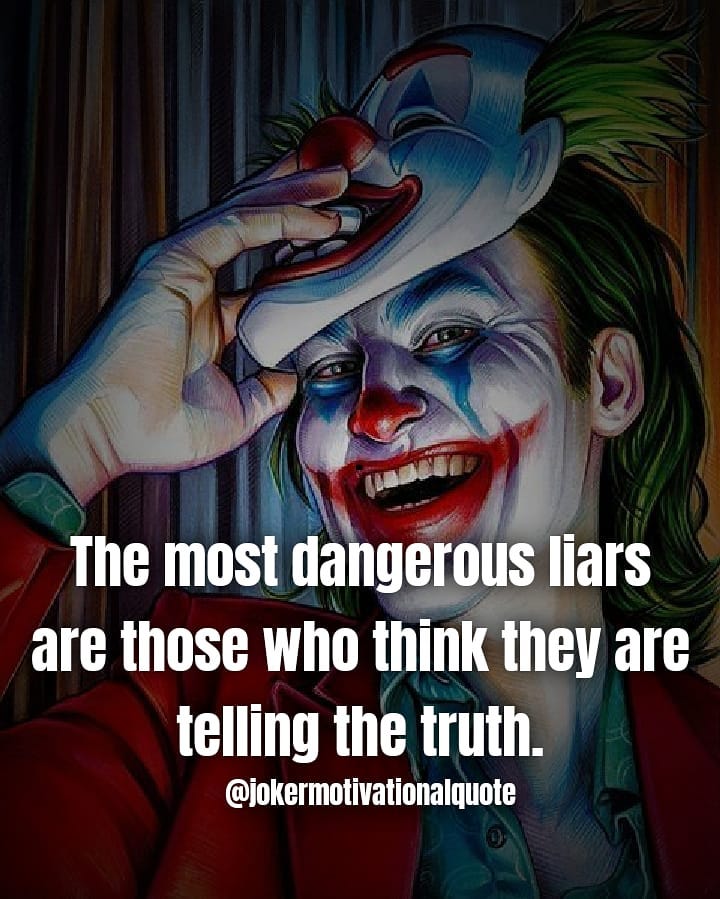 The most dangerous liars
are those who think they are
telling the truth.
@jokermotivationalquote